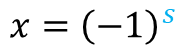 x = (−1)^s